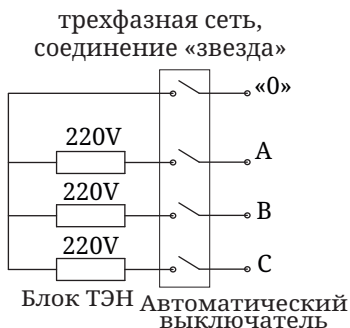 трехфазная сеть,
соединение «звезда»
«0»
220V
A
220V
B
220V
C
Блок ТЭН
Автоматический
выключатель